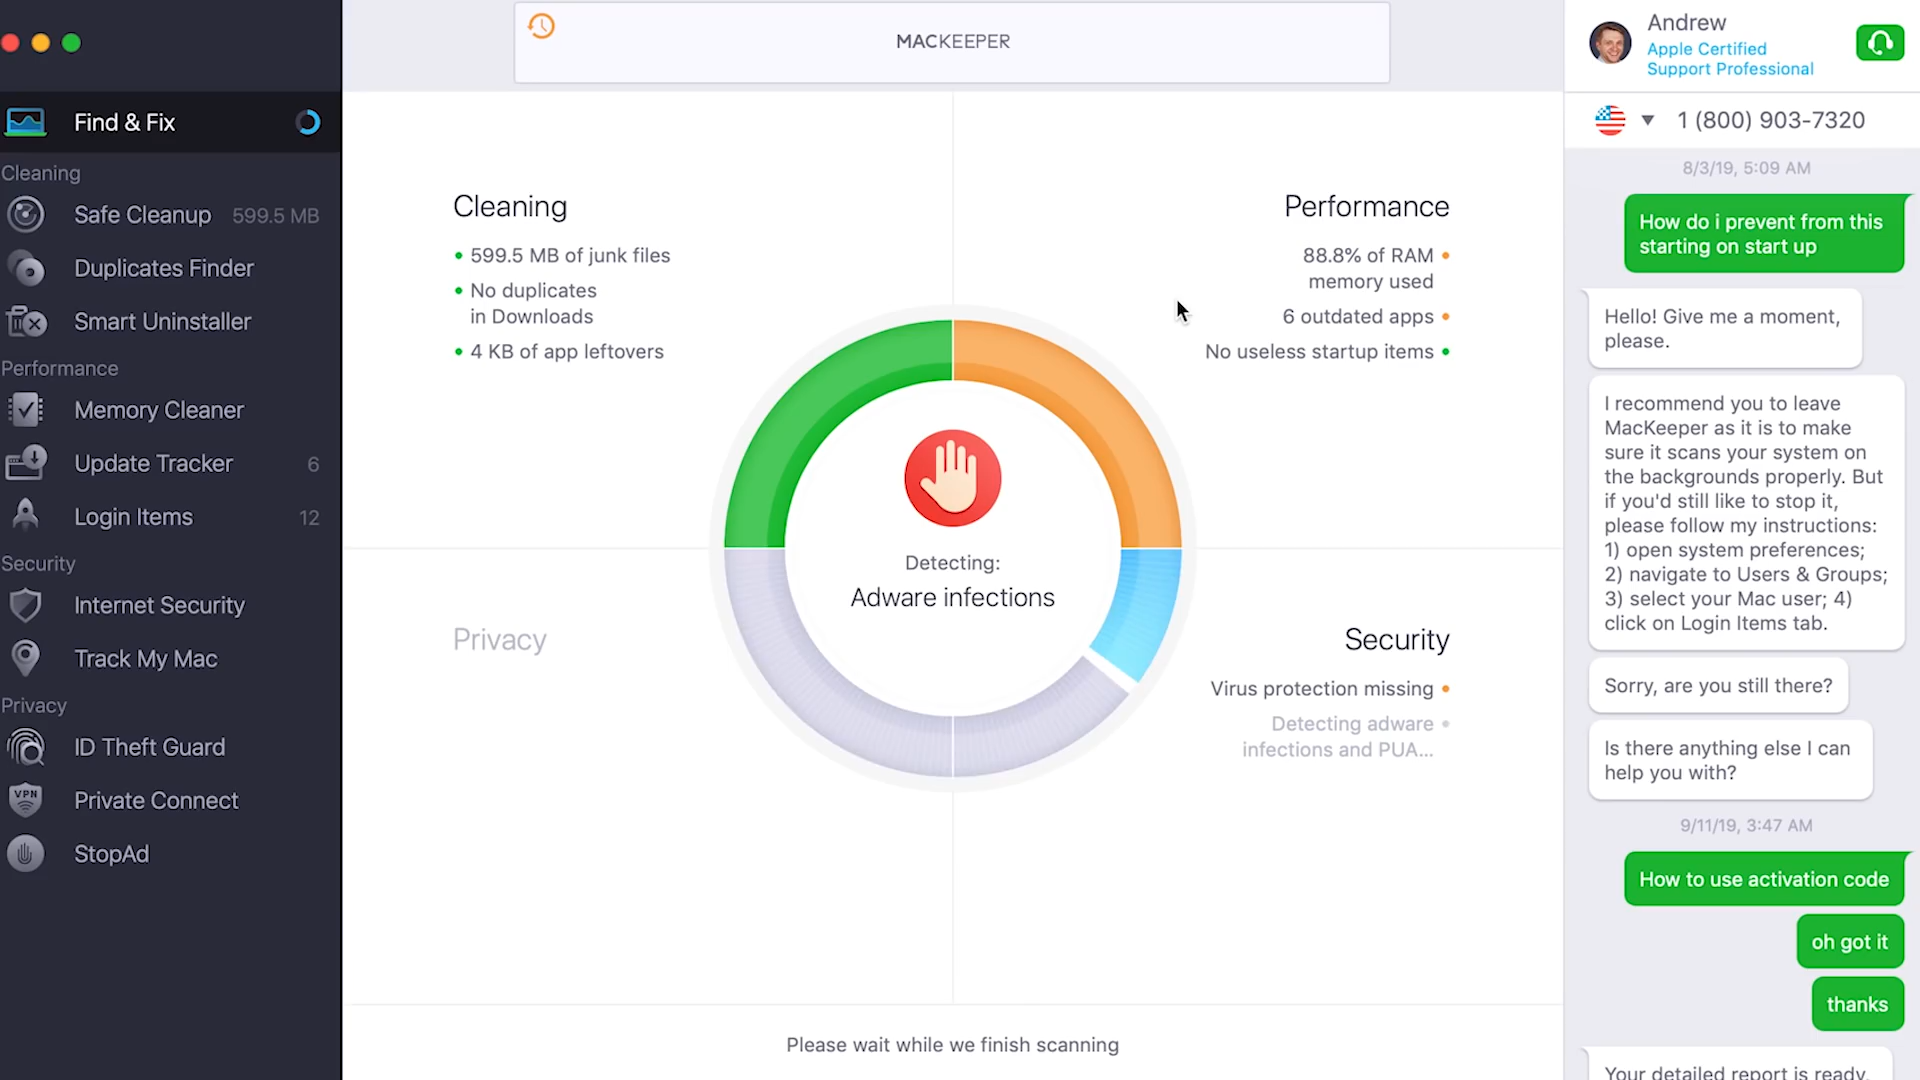 MACKEEPER
Find & Fix
Cleaning
Safe Cleanup 599.5 MB
Duplicates Finder
Smart Uninstaller
Performance
Memory Cleaner
Update Tracker 6
Login Items 12
Security
Internet Security
Track My Mac
Privacy
ID Theft Guard
VPN
Private Connect
StopAd
Cleaning
599.5 MB of junk files
No duplicates
in Downloads
4 KB of app leftovers
Performance
88.8% of RAM
memory used
6 outdated apps
No useless startup items
Detecting:
Adware infections
Privacy
Security
Virus protection missing
Detecting adware
infections and PUA...
Please wait while we finish scanning
Andrew
Apple Certified
Support Professional
1 (800) 903-7320
8/3/19, 5:09 AM
How do i prevent from this
starting on start up
Hello! Give me a moment,
please.
I recommend you to leave
MacKeeper as it is to make
sure it scans your system on
the backgrounds properly. But
if you'd still like to stop it,
please follow my instructions:
1) open system preferences;
2) navigate to Users & Groups;
3) select your Mac user; 4)
click on Login Items tab.
Sorry, are you still there?
Is there anything else I can
help you with?
9/11/19, 3:47 AM
How to use activation code
oh got it
thanks
Your detailed report is ready.